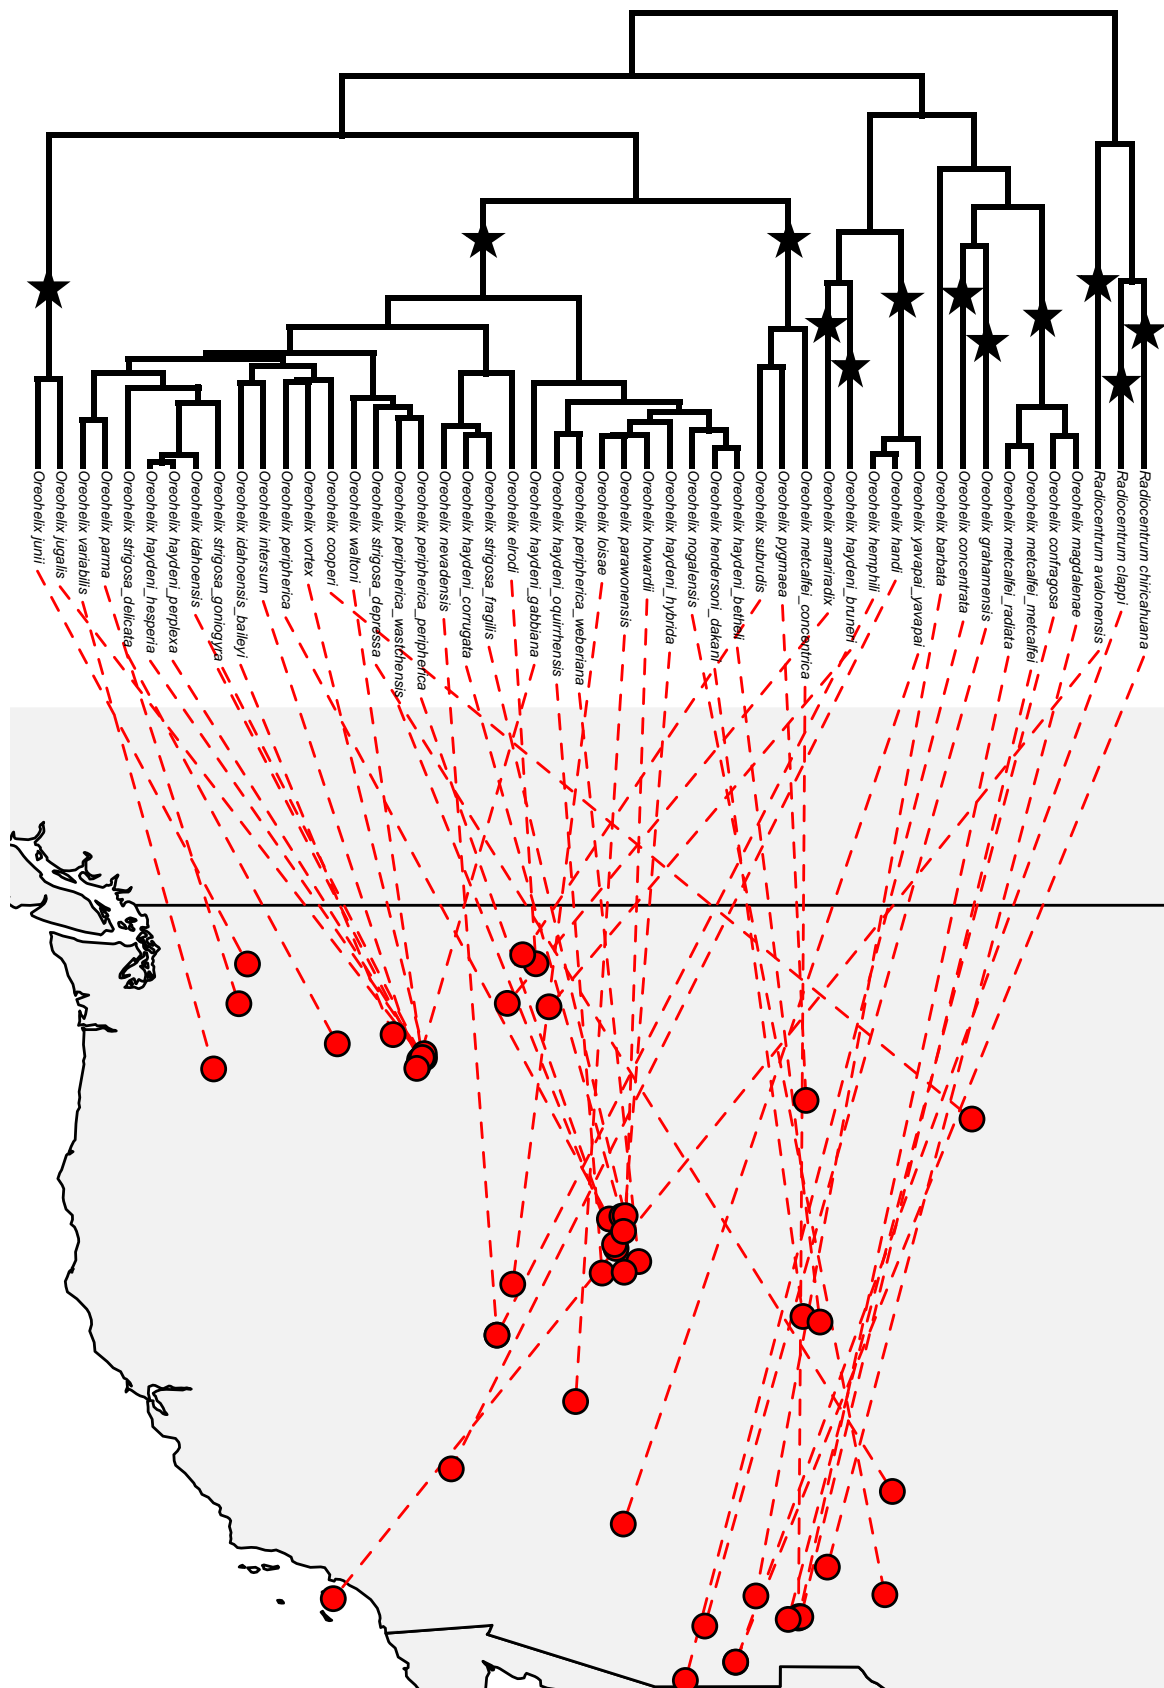 Oreohelix junii
Oreohelix jugalis
Oreohelix variabilis
Oreohelix parma
Oreohelix strigosa_delicata
Oreohelix haydeni_hesperia
Oreohelix haydeni_perplexa
Oreohelix idahoensis
Oreohelix strigosa_goniogyra
Oreohelix idahoensis_baileyi
Oreohelix intersum
Oreohelix peripherica
Oreohelix vortex
Oreohelix cooperi
Oreohelix waltoni
Oreohelix strigosa_depressa
Oreohelix peripherica_wastchensis
Oreohelix peripherica_peripherica
Oreohelix nevadensis
Oreohelix haydeni_corrugata
Oreohelix strigosa_fragilis
Oreohelix elrodi
Oreohelix haydeni_gabbiana
Oreohelix haydeni_oquirrhensis
Oreohelix peripherica_weberiana
Oreohelix loisae
Oreohelix parawonensis
Oreohelix howardii
Oreohelix haydeni_hybrida
Oreohelix nogalensis
Oreohelix hendersoni_dakani
Oreohelix haydeni_betheli
Oreohelix subrudis
Oreohelix pygmaea
Oreohelix metcalfei_concentrica
Oreohelix amariradix
Oreohelix haydeni_bruneri
Oreohelix hemphili
Oreohelix handi
Oreohelix yavapai_yavapai
Oreohelix barbata
Oreohelix concentrata
Oreohelix grahamensis
Oreohelix metcalfei_radiata
Oreohelix metcalfei_metcalfei
Oreohelix confragosa
Oreohelix magdalenae
Radiocentrum avalonensis
Radiocentrum clappi
Radiocentrum chiricahuana